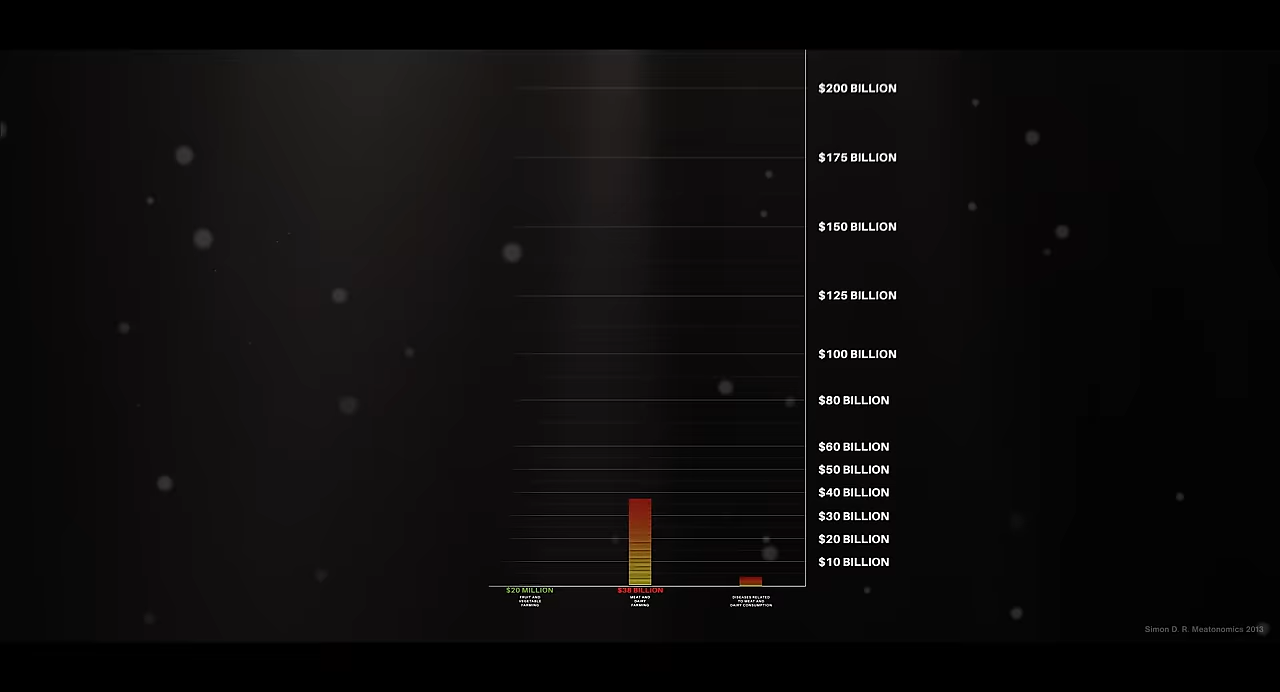 $200 BILLION
$175 BILLION
$150 BILLION
$125 BILLION
$100 BILLION
$80 BILLION
$60 BILLION
$50 BILLION
$40 BILLION
$30 BILLION
$20 BILLION
$10 BILLION
$20 MILLION
FRUIT AND
VEGETABLE
FARMING
$38 BILLION
MEAT AND
DAIRY
FARMING
DISEASES RELATED
TO MEAT AND
DAIRY CONSUMPTION
Simon D. R. Meatonomics 2013